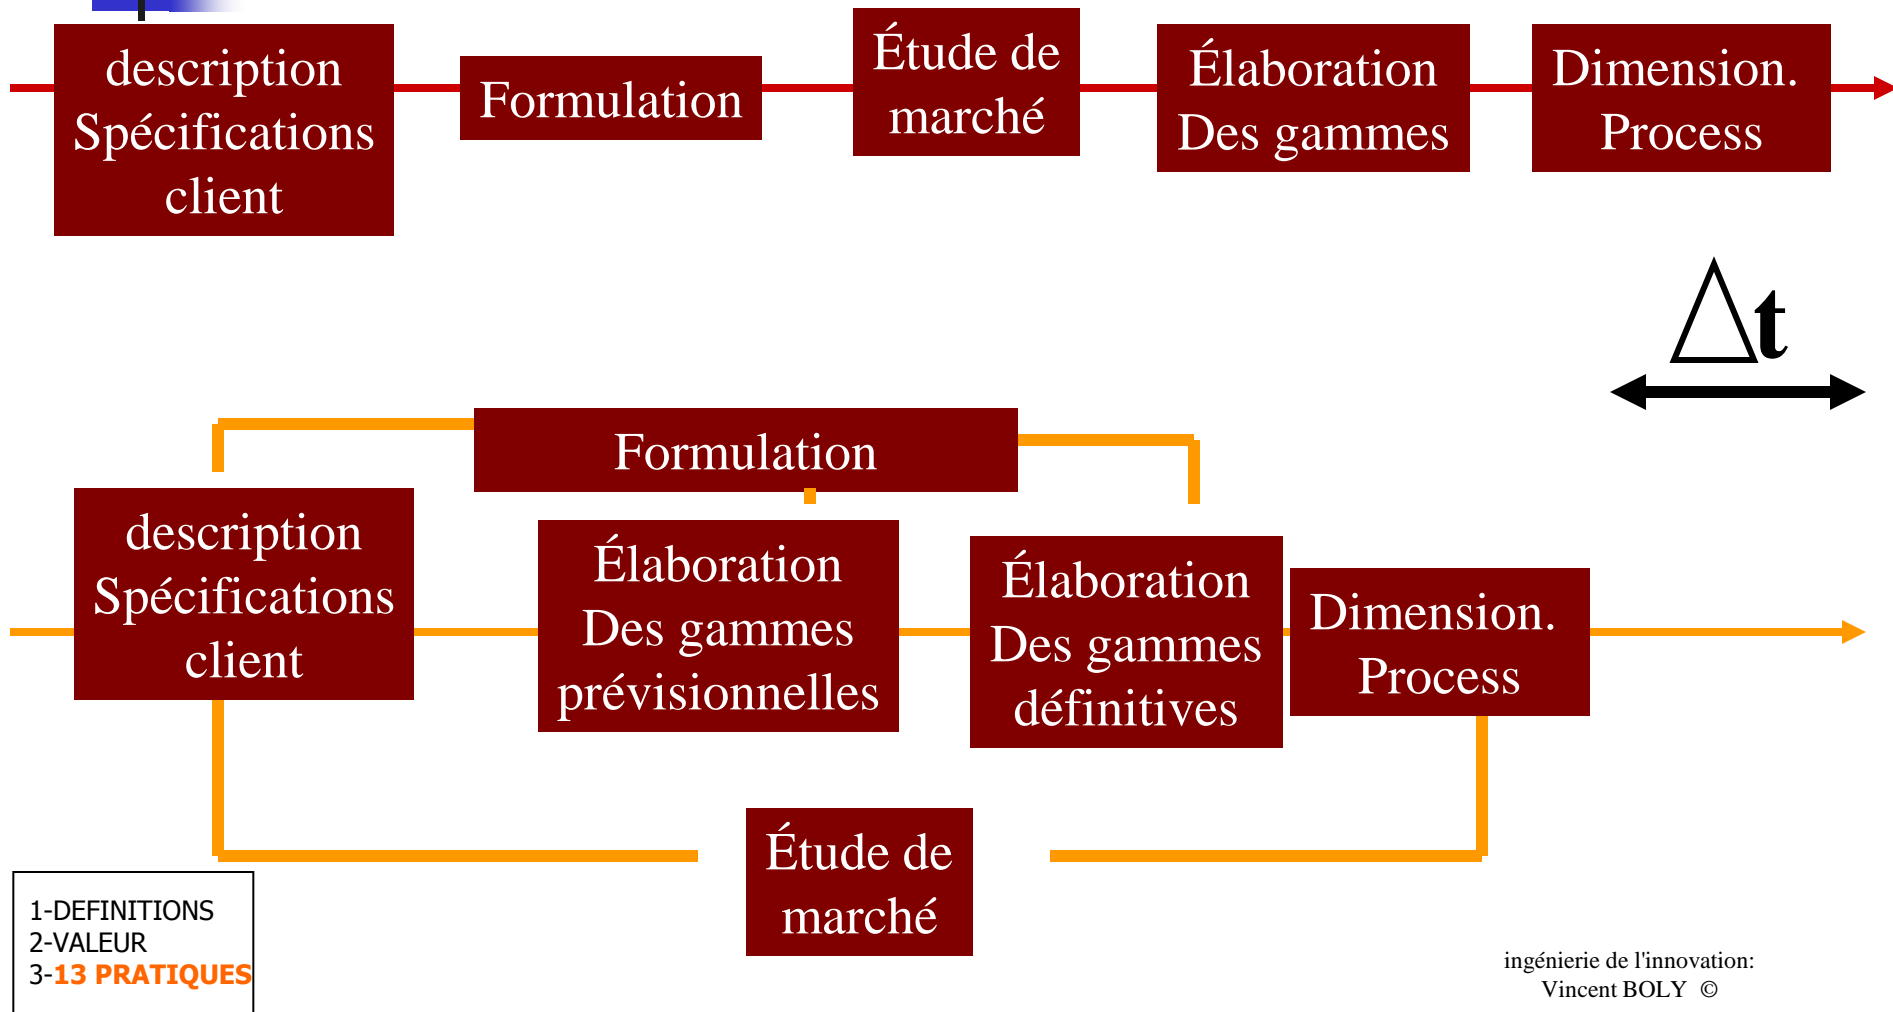 description
Spécifications
client
Formulation
Étude de
marché
Élaboration
Des gammes
Dimension.
Process
Δt
Formulation
description
Spécifications
client
Élaboration
Des gammes
prévisionnelles
Élaboration
Des gammes
définitives
Dimension.
Process
Étude de
marché
1-DEFINITIONS
2-VALEUR
3-13 PRATIQUES
ingénierie de l'innovation:
Vincent BOLY ©